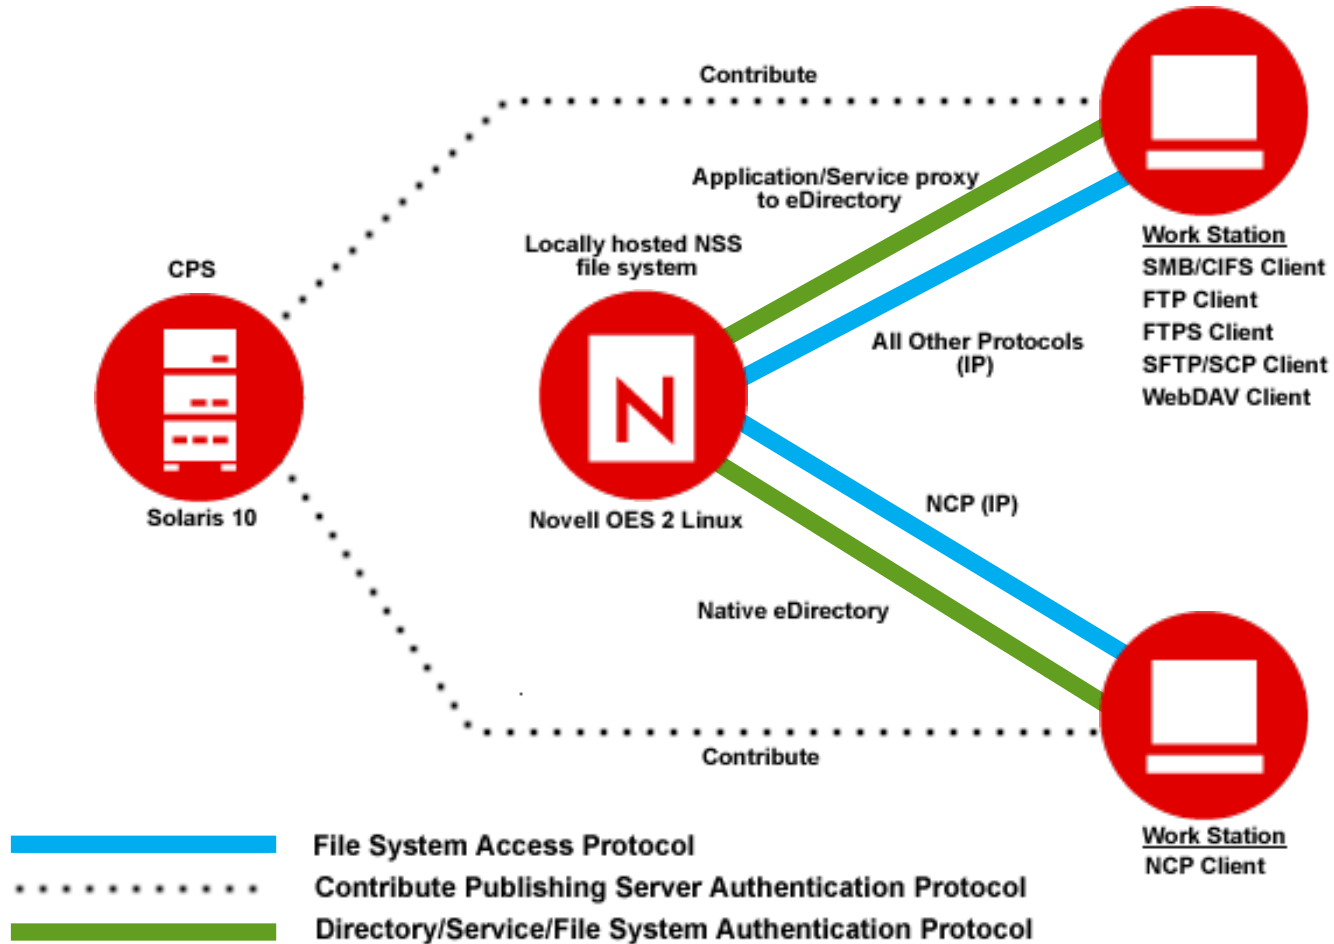 Contribute
Application/Service proxy
to eDirectory
Locally hosted NSS
file system
CPS
Work Station
SMB/CIFS Client
FTP Client
FTPS Client
SFTP/SCP Client
WebDAV Client
All Other Protocols
(IP)
N
Solaris 10
Novell OES 2 Linux
NCP (IP)
Native eDirectory
Contribute
Work Station
NCP Client
File System Access Protocol
Contribute Publishing Server Authentication Protocol
Directory/Service/File System Authentication Protocol